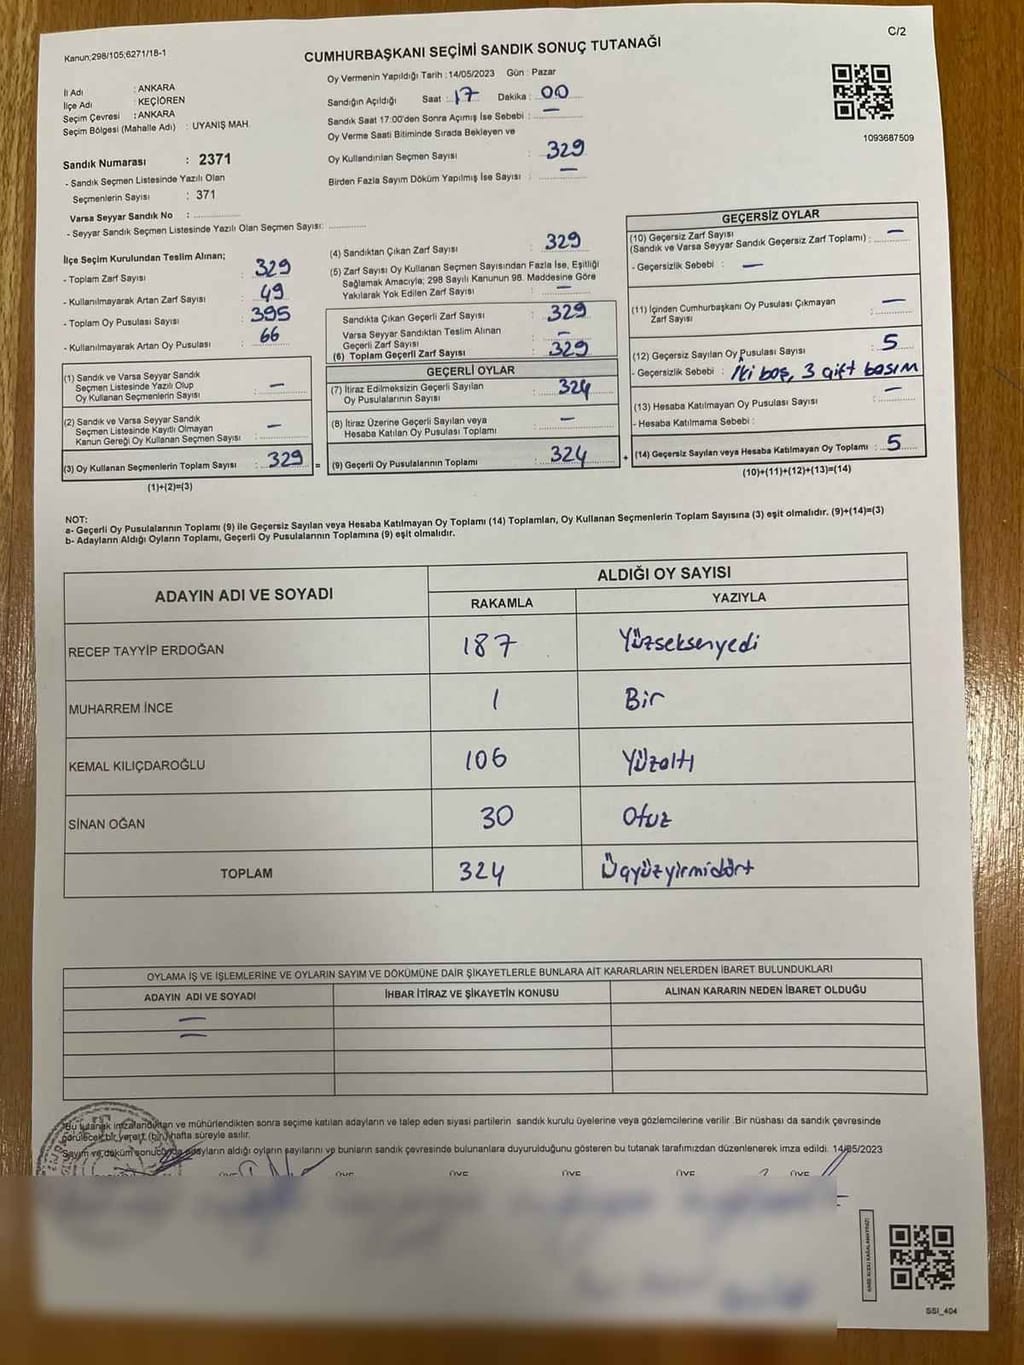 Kanun;298/105;6271/18-1
C/2
CUMHURBAŞKANI SEÇİMİ SANDIK SONUÇ TUTANAĞI
İl Adı : ANKARA
İlçe Adı : KEÇİÖREN
Seçim Çevresi : ANKARA
Seçim Bölgesi (Mahalle Adı) : UYANIŞ MAH.
Sandık Numarası : 2371
- Sandık Seçmen Listesinde Yazılı Olan
Seçmenlerin Sayısı : 371
Varsa Seyyar Sandık No :
- Seyyar Sandık Seçmen Listesinde Yazılı Olan Seçmen Sayısı:
Oy Vermenin Yapıldığı Tarih :14/05/2023 Gün : Pazar
Sandığın Açıldığı Saat : 17 Dakika : 00
Sandık Saat 17:00'den Sonra Açımış İse Sebebi : —
Oy Verme Saati Bitiminde Sırada Bekleyen ve
Oy Kullandırılan Seçmen Sayısı : 329
Birden Fazla Sayım Döküm Yapılmış İse Sayısı : —
1093687509
İlçe Seçim Kurulundan Teslim Alınan;
- Toplam Zarf Sayısı : 329
- Kullanılmayarak Artan Zarf Sayısı : 49
- Toplam Oy Pusulası Sayısı : 395
- Kullanılmayarak Artan Oy Pusulası : 66
(1) Sandık ve Varsa Seyyar Sandık
Seçmen Listesinde Yazılı Olup
Oy Kullanan Seçmenlerin Sayısı : —
(2) Sandık ve Varsa Seyyar Sandık
Seçmen Listesinde Kayıtlı Olmayan
Kanun Gereği Oy Kullanan Seçmen Sayısı : —
(3) Oy Kullanan Seçmenlerin Toplam Sayısı : 329 =
(1)+(2)=(3)
(4) Sandıktan Çıkan Zarf Sayısı : 329
(5) Zarf Sayısı Oy Kullanan Seçmen Sayısından Fazla İse, Eşitliği
Sağlamak Amacıyla; 298 Sayılı Kanunun 98. Maddesine Göre
Yakılarak Yok Edilen Zarf Sayısı : —
Sandıkta Çıkan Geçerli Zarf Sayısı : 329
Varsa Seyyar Sandıktan Teslim Alınan
Geçerli Zarf Sayısı : —
(6) Toplam Geçerli Zarf Sayısı : 329
GEÇERLİ OYLAR
(7) İtiraz Edilmeksizin Geçerli Sayılan
Oy Pusulalarının Sayısı : 324
(8) İtiraz Üzerine Geçerli Sayılan veya
Hesaba Katılan Oy Pusulası Toplamı : —
(9) Geçerli Oy Pusulalarının Toplamı : 324 +
GEÇERSİZ OYLAR
(10) Geçersiz Zarf Sayısı
(Sandık ve Varsa Seyyar Sandık Geçersiz Zarf Toplamı) : —
- Geçersizlik Sebebi : —
(11) İçinden Cumhurbaşkanı Oy Pusulası Çıkmayan
Zarf Sayısı : —
(12) Geçersiz Sayılan Oy Pusulası Sayısı : 5
- Geçersizlik Sebebi : İki boş, 3 çift basım
(13) Hesaba Katılmayan Oy Pusulası Sayısı : —
- Hesaba Katılmama Sebebi :
(14) Geçersiz Sayılan veya Hesaba Katılmayan Oy Toplamı : 5
(10)+(11)+(12)+(13)=(14)
NOT:
a- Geçerli Oy Pusulalarının Toplamı (9) ile Geçersiz Sayılan veya Hesaba Katılmayan Oy Toplamı (14) Toplamları, Oy Kullanan Seçmenlerin Toplam Sayısına (3) eşit olmalıdır. (9)+(14)=(3)
b- Adayların Aldığı Oyların Toplamı, Geçerli Oy Pusulalarının Toplamına (9) eşit olmalıdır.
ADAYIN ADI VE SOYADI
ALDIĞI OY SAYISI
RAKAMLA YAZIYLA
RECEP TAYYİP ERDOĞAN 187 Yüzseksenyedi
MUHARREM İNCE 1 Bir
KEMAL KILIÇDAROĞLU 106 Yüzaltı
SİNAN OĞAN 30 Otuz
TOPLAM 324 Üçyüzyirmidört
OYLAMA İŞ VE İŞLEMLERİNE VE OYLARIN SAYIM VE DÖKÜMÜNE DAİR ŞİKAYETLERLE BUNLARA AİT KARARLARIN NELERDEN İBARET BULUNDUKLARI
ADAYIN ADI VE SOYADI İHBAR İTİRAZ VE ŞİKAYETİN KONUSU ALINAN KARARIN NEDEN İBARET OLDUĞU
—
—
Bu tutanak imzalandıktan ve mühürlendikten sonra seçime katılan adayların ve talep eden siyasi partilerin sandık kurulu üyelerine veya gözlemcilerine verilir .Bir nüshası da sandık çevresinde
görülecek bir yere (bir) hafta süreyle asılır.
Sayım ve döküm sonucunda adayların aldığı oyların sayılarını ve bunların sandık çevresinde bulunanlara duyurulduğunu gösteren bu tutanak tarafımızdan düzenlenerek imza edildi. 14/05/2023
ÜYE ÜYE ÜYE ÜYE ÜYE
SSI_404